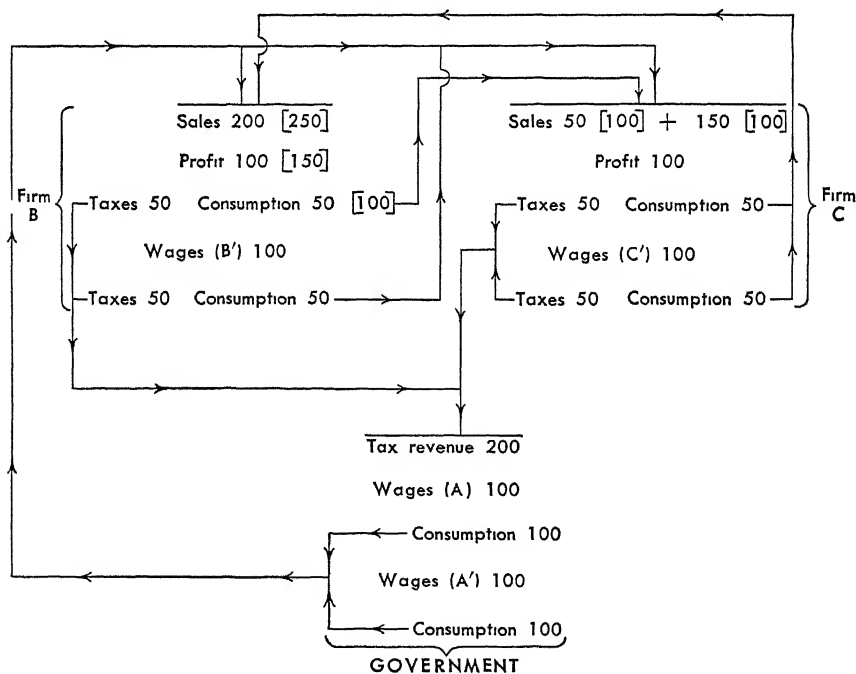 Sales 200 [250]
Profit 100 [150]
Firm B
Taxes 50 Consumption 50 [100]
Wages (B′) 100
Taxes 50 Consumption 50
Sales 50 [100] + 150 [100]
Profit 100
Taxes 50 Consumption 50
Firm C
Wages (C′) 100
Taxes 50 Consumption 50
Tax revenue 200
Wages (A) 100
Consumption 100
Wages (A′) 100
Consumption 100
GOVERNMENT